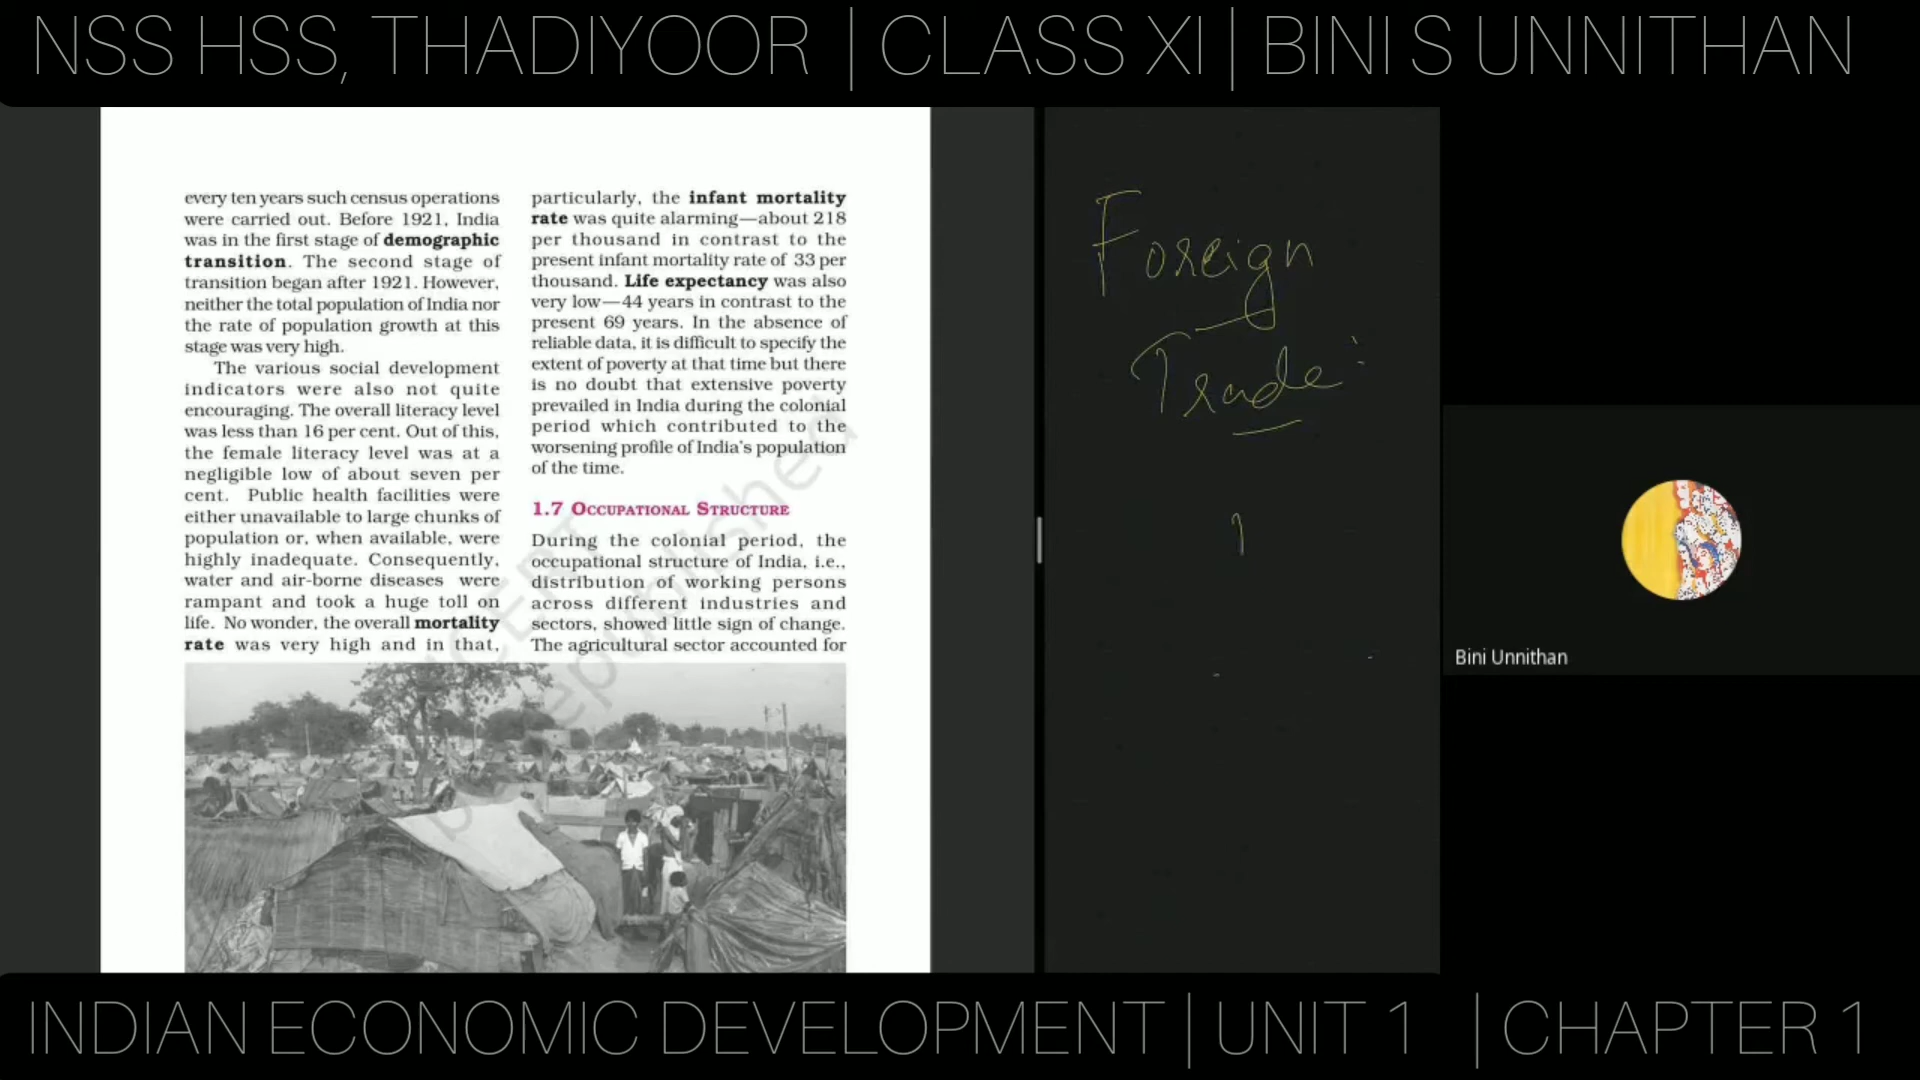 NSS HSS, THADIYOOR | CLASS XI | BINI S UNNITHAN
every ten years such census operations
were carried out. Before 1921, India
was in the first stage of demographic
transition. The second stage of
transition began after 1921. However,
neither the total population of India nor
the rate of population growth at this
stage was very high.
The various social development
indicators were also not quite
encouraging. The overall literacy level
was less than 16 per cent. Out of this,
the female literacy level was at a
negligible low of about seven per
cent. Public health facilities were
either unavailable to large chunks of
population or, when available, were
highly inadequate. Consequently,
water and air-borne diseases were
rampant and took a huge toll on
life. No wonder, the overall mortality
rate was very high and in that,
particularly, the infant mortality
rate was quite alarming—about 218
per thousand in contrast to the
present infant mortality rate of 33 per
thousand. Life expectancy was also
very low—44 years in contrast to the
present 69 years. In the absence of
reliable data, it is difficult to specify the
extent of poverty at that time but there
is no doubt that extensive poverty
prevailed in India during the colonial
period which contributed to the
worsening profile of India's population
of the time.
1.7 OCCUPATIONAL STRUCTURE
During the colonial period, the
occupational structure of India, i.e.,
distribution of working persons
across different industries and
sectors, showed little sign of change.
The agricultural sector accounted for
Foreign
Trade:
1
Bini Unnithan
INDIAN ECONOMIC DEVELOPMENT | UNIT 1 | CHAPTER 1